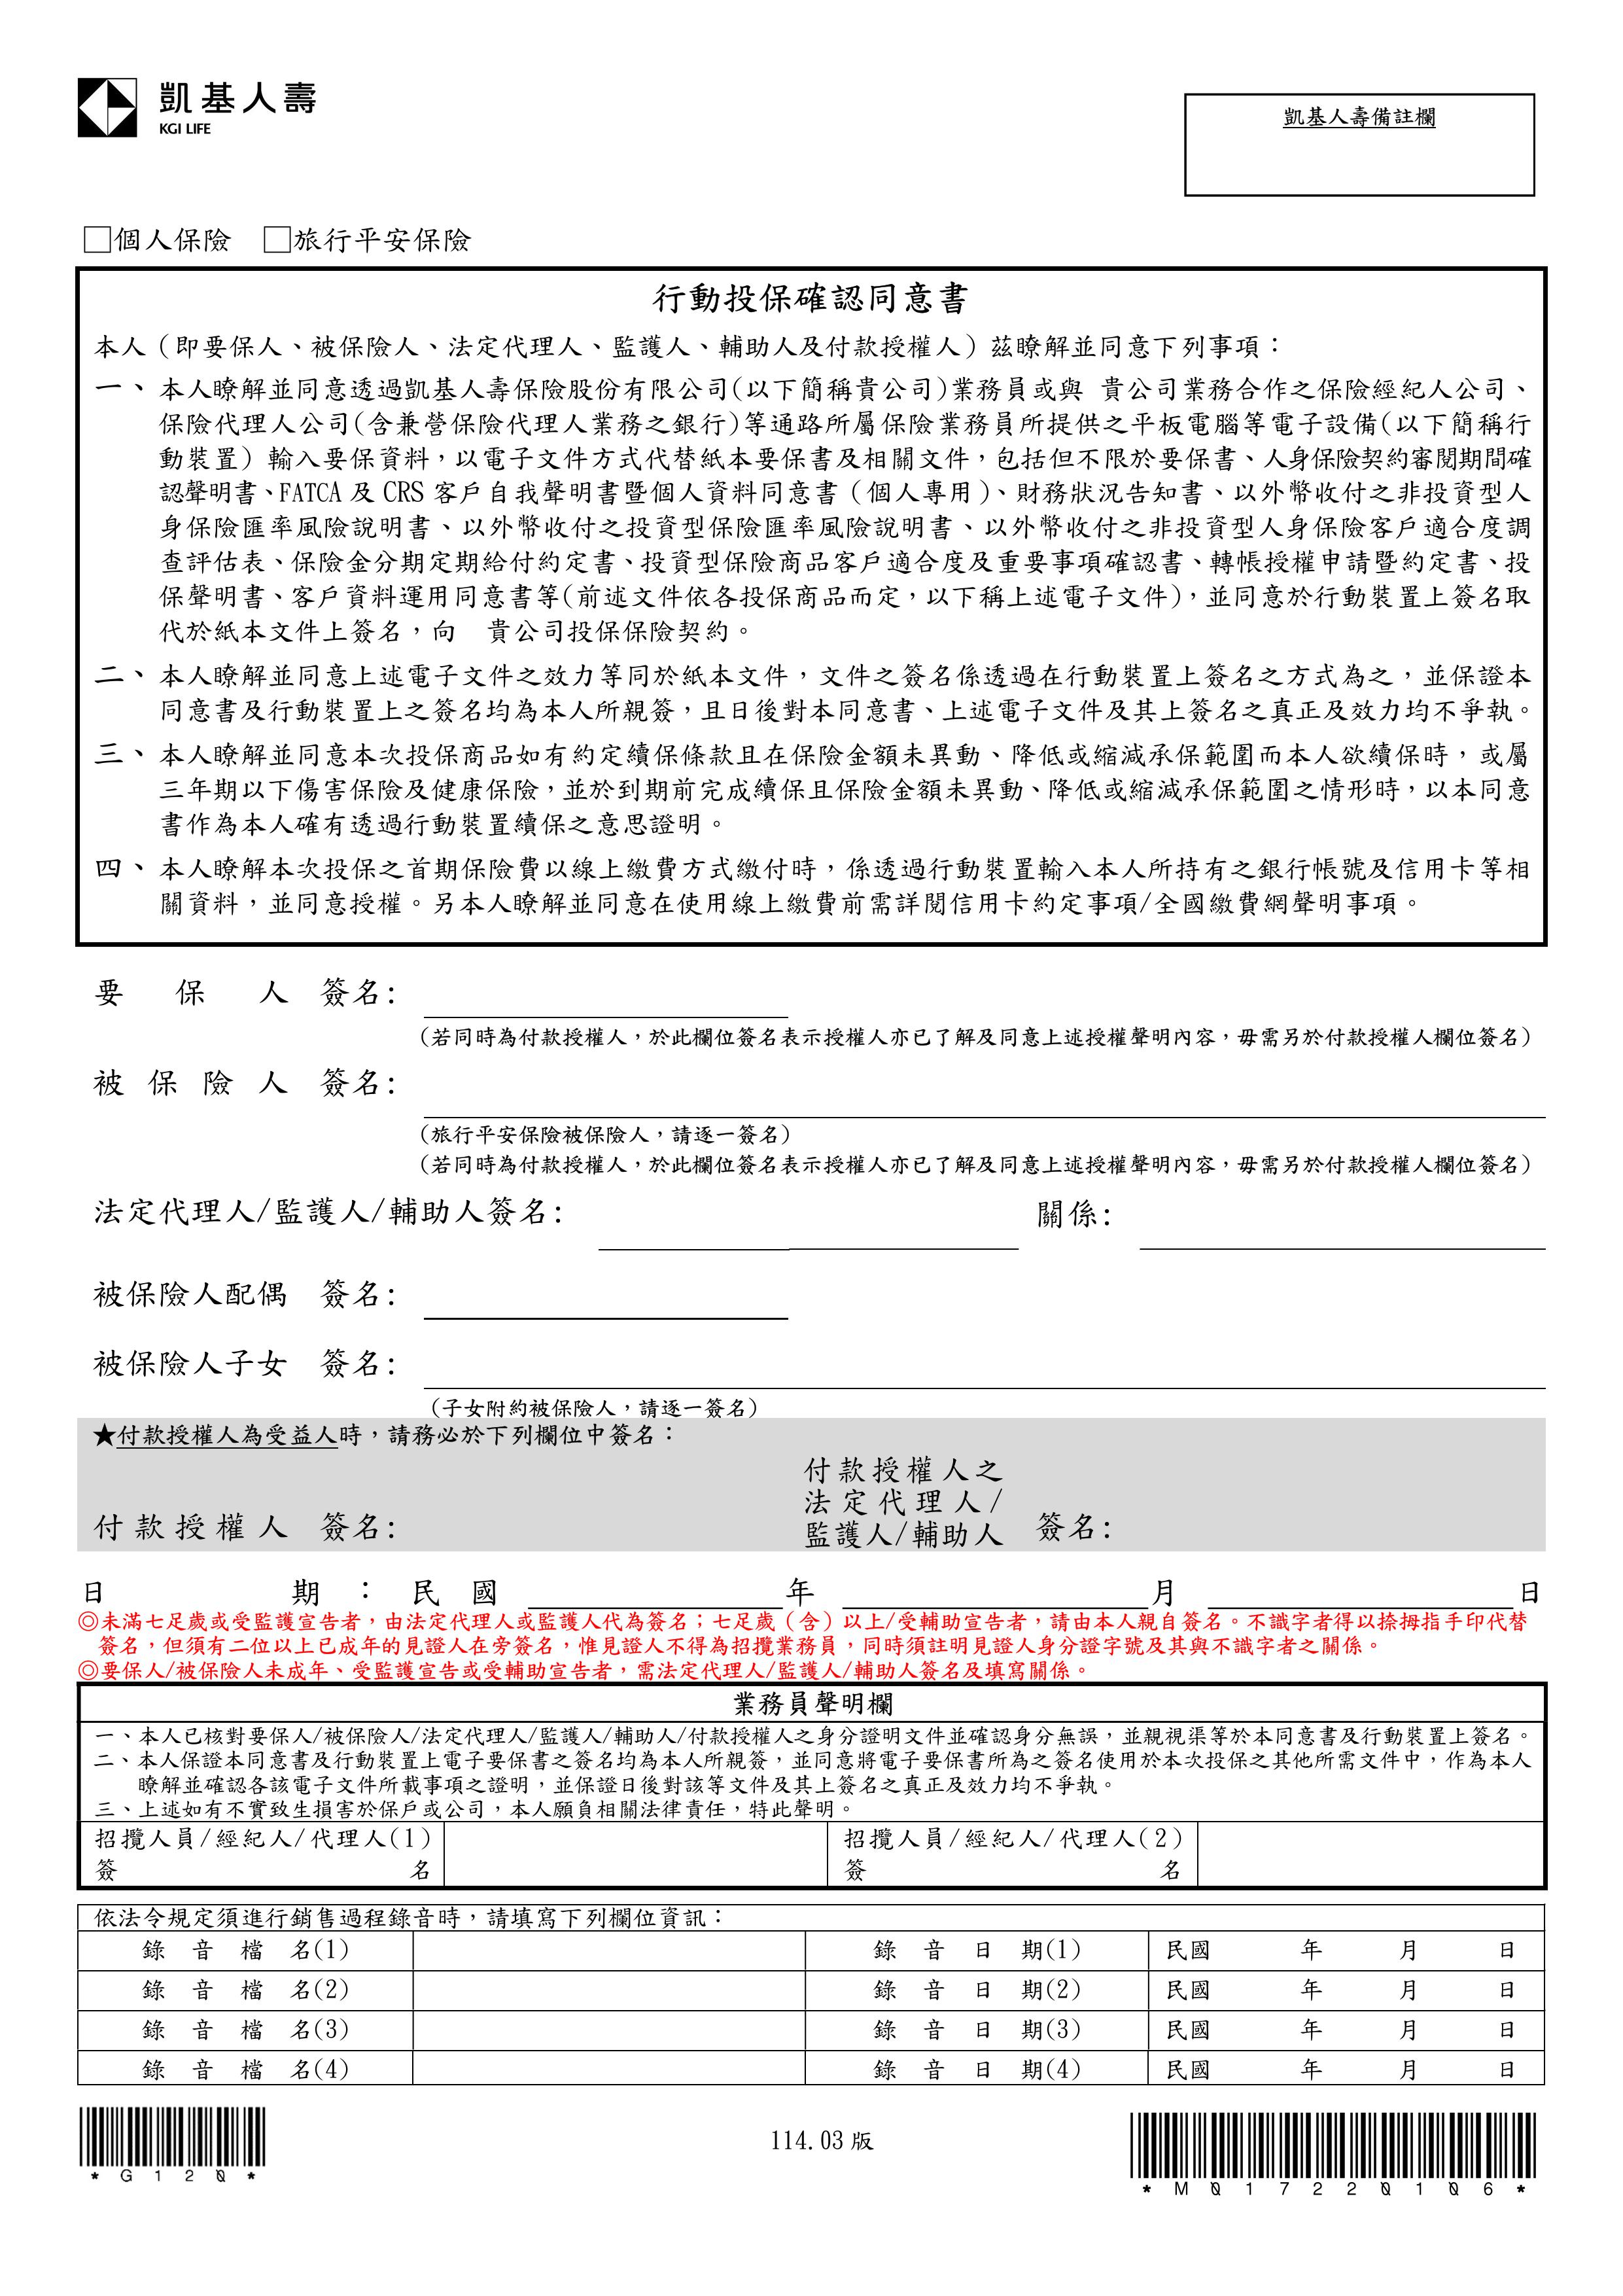 凱基人壽
KGI LIFE
凱基人壽備註欄
□個人保險 □旅行平安保險
行動投保確認同意書
本人（即要保人、被保險人、法定代理人、監護人、輔助人及付款授權人）茲瞭解並同意下列事項：
一、本人瞭解並同意透過凱基人壽保險股份有限公司(以下簡稱貴公司)業務員或與 貴公司業務合作之保險經紀人公司、
保險代理人公司(含兼營保險代理人業務之銀行)等通路所屬保險業務員所提供之平板電腦等電子設備(以下簡稱行
動裝置)輸入要保資料，以電子文件方式代替紙本要保書及相關文件，包括但不限於要保書、人身保險契約審閱期間確
認聲明書、FATCA 及 CRS 客戶自我聲明書暨個人資料同意書（個人專用）、財務狀況告知書、以外幣收付之非投資型人
身保險匯率風險說明書、以外幣收付之投資型保險匯率風險說明書、以外幣收付之非投資型人身保險客戶適合度調
查評估表、保險金分期定期給付約定書、投資型保險商品客戶適合度及重要事項確認書、轉帳授權申請暨約定書、投
保聲明書、客戶資料運用同意書等(前述文件依各投保商品而定，以下稱上述電子文件)，並同意於行動裝置上簽名取
代於紙本文件上簽名，向 貴公司投保保險契約。
二、本人瞭解並同意上述電子文件之效力等同於紙本文件，文件之簽名係透過在行動裝置上簽名之方式為之，並保證本
同意書及行動裝置上之簽名均為本人所親簽，且日後對本同意書、上述電子文件及其上簽名之真正及效力均不爭執。
三、本人瞭解並同意本次投保商品如有約定續保條款且在保險金額未異動、降低或縮減承保範圍而本人欲續保時，或屬
三年期以下傷害保險及健康保險，並於到期前完成續保且保險金額未異動、降低或縮減承保範圍之情形時，以本同意
書作為本人確有透過行動裝置續保之意思證明。
四、本人瞭解本次投保之首期保險費以線上繳費方式繳付時，係透過行動裝置輸入本人所持有之銀行帳號及信用卡等相
關資料，並同意授權。另本人瞭解並同意在使用線上繳費前需詳閱信用卡約定事項/全國繳費網聲明事項。
要保人 簽名：
（若同時為付款授權人，於此欄位簽名表示授權人亦已了解及同意上述授權聲明內容，毋需另於付款授權人欄位簽名）
被保險人 簽名：
（旅行平安保險被保險人，請逐一簽名）
（若同時為付款授權人，於此欄位簽名表示授權人亦已了解及同意上述授權聲明內容，毋需另於付款授權人欄位簽名）
法定代理人/監護人/輔助人簽名： 關係：
被保險人配偶 簽名：
被保險人子女 簽名：
（子女附約被保險人，請逐一簽名）
★付款授權人為受益人時，請務必於下列欄位中簽名：
付款授權人之
法定代理人/
付款授權人 簽名： 監護人/輔助人 簽名：
日期：民國 年 月 日
◎未滿七足歲或受監護宣告者，由法定代理人或監護人代為簽名；七足歲（含）以上/受輔助宣告者，請由本人親自簽名。不識字者得以捺拇指手印代替
簽名，但須有二位以上已成年的見證人在旁簽名，惟見證人不得為招攬業務員，同時須註明見證人身分證字號及其與不識字者之關係。
◎要保人/被保險人未成年、受監護宣告或受輔助宣告者，需法定代理人/監護人/輔助人簽名及填寫關係。
業務員聲明欄
一、本人已核對要保人/被保險人/法定代理人/監護人/輔助人/付款授權人之身分證明文件並確認身分無誤，並親視渠等於本同意書及行動裝置上簽名。
二、本人保證本同意書及行動裝置上電子要保書之簽名均為本人所親簽，並同意將電子要保書所為之簽名使用於本次投保之其他所需文件中，作為本人
瞭解並確認各該電子文件所載事項之證明，並保證日後對該等文件及其上簽名之真正及效力均不爭執。
三、上述如有不實致生損害於保戶或公司，本人願負相關法律責任，特此聲明。
招攬人員/經紀人/代理人(1) 招攬人員/經紀人/代理人(2)
簽名 簽名
依法令規定須進行銷售過程錄音時，請填寫下列欄位資訊：
錄音檔名(1) 錄音日期(1) 民國 年 月 日
錄音檔名(2) 錄音日期(2) 民國 年 月 日
錄音檔名(3) 錄音日期(3) 民國 年 月 日
錄音檔名(4) 錄音日期(4) 民國 年 月 日
*G120* 114.03 版 *M017220106*